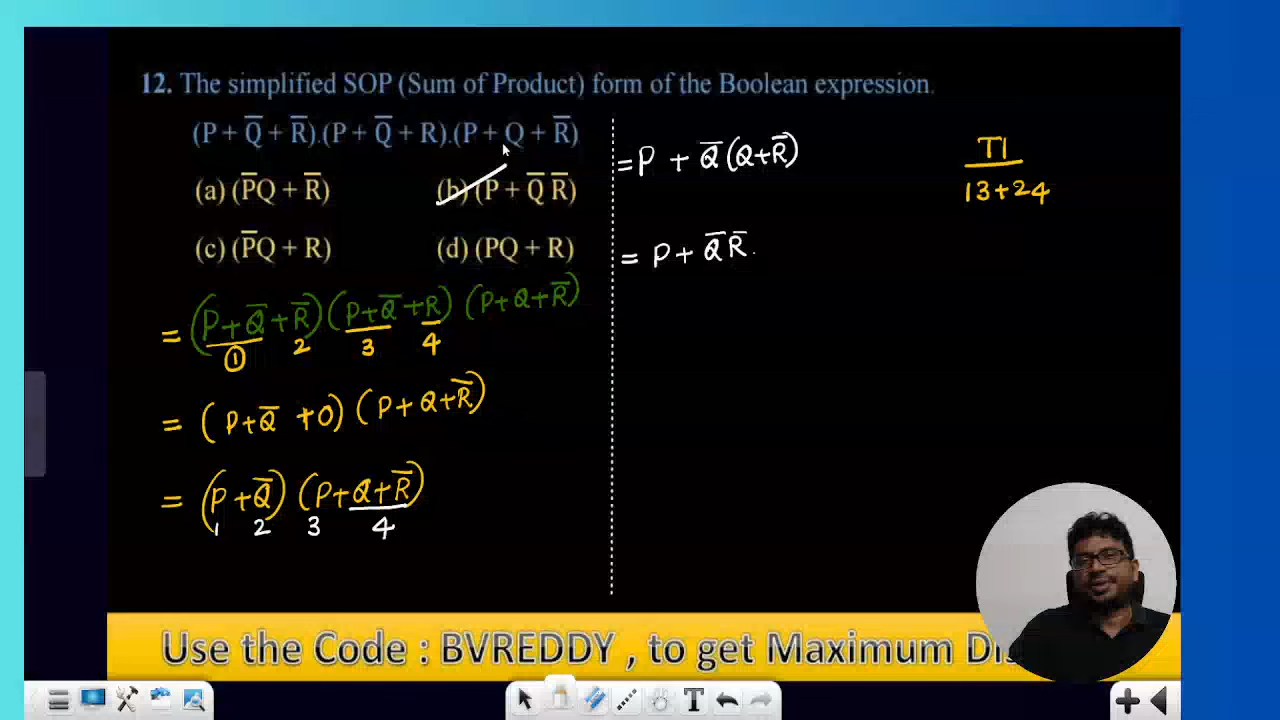 12. The simplified SOP (Sum of Product) form of the Boolean expression.
(P + Q̅ + R̅).(P + Q̅ + R).(P + Q + R̅)
(a) (P̅Q + R̅)
(b) (P + Q̅ R̅)
(c) (P̅Q + R)
(d) (PQ + R)
= (P+Q̅+R̅) (P+Q̅+R) (P+Q+R̅)
1 2 3 4
= (P+Q̅ +0) (P+Q+R̅)
= (P+Q̅) (P+Q+R̅)
1 2 3 4
= P + Q̅(Q+R̅)
= P + Q̅R̅.
T1
13+24
Use the Code : BVREDDY , to get Maximum Dis
T